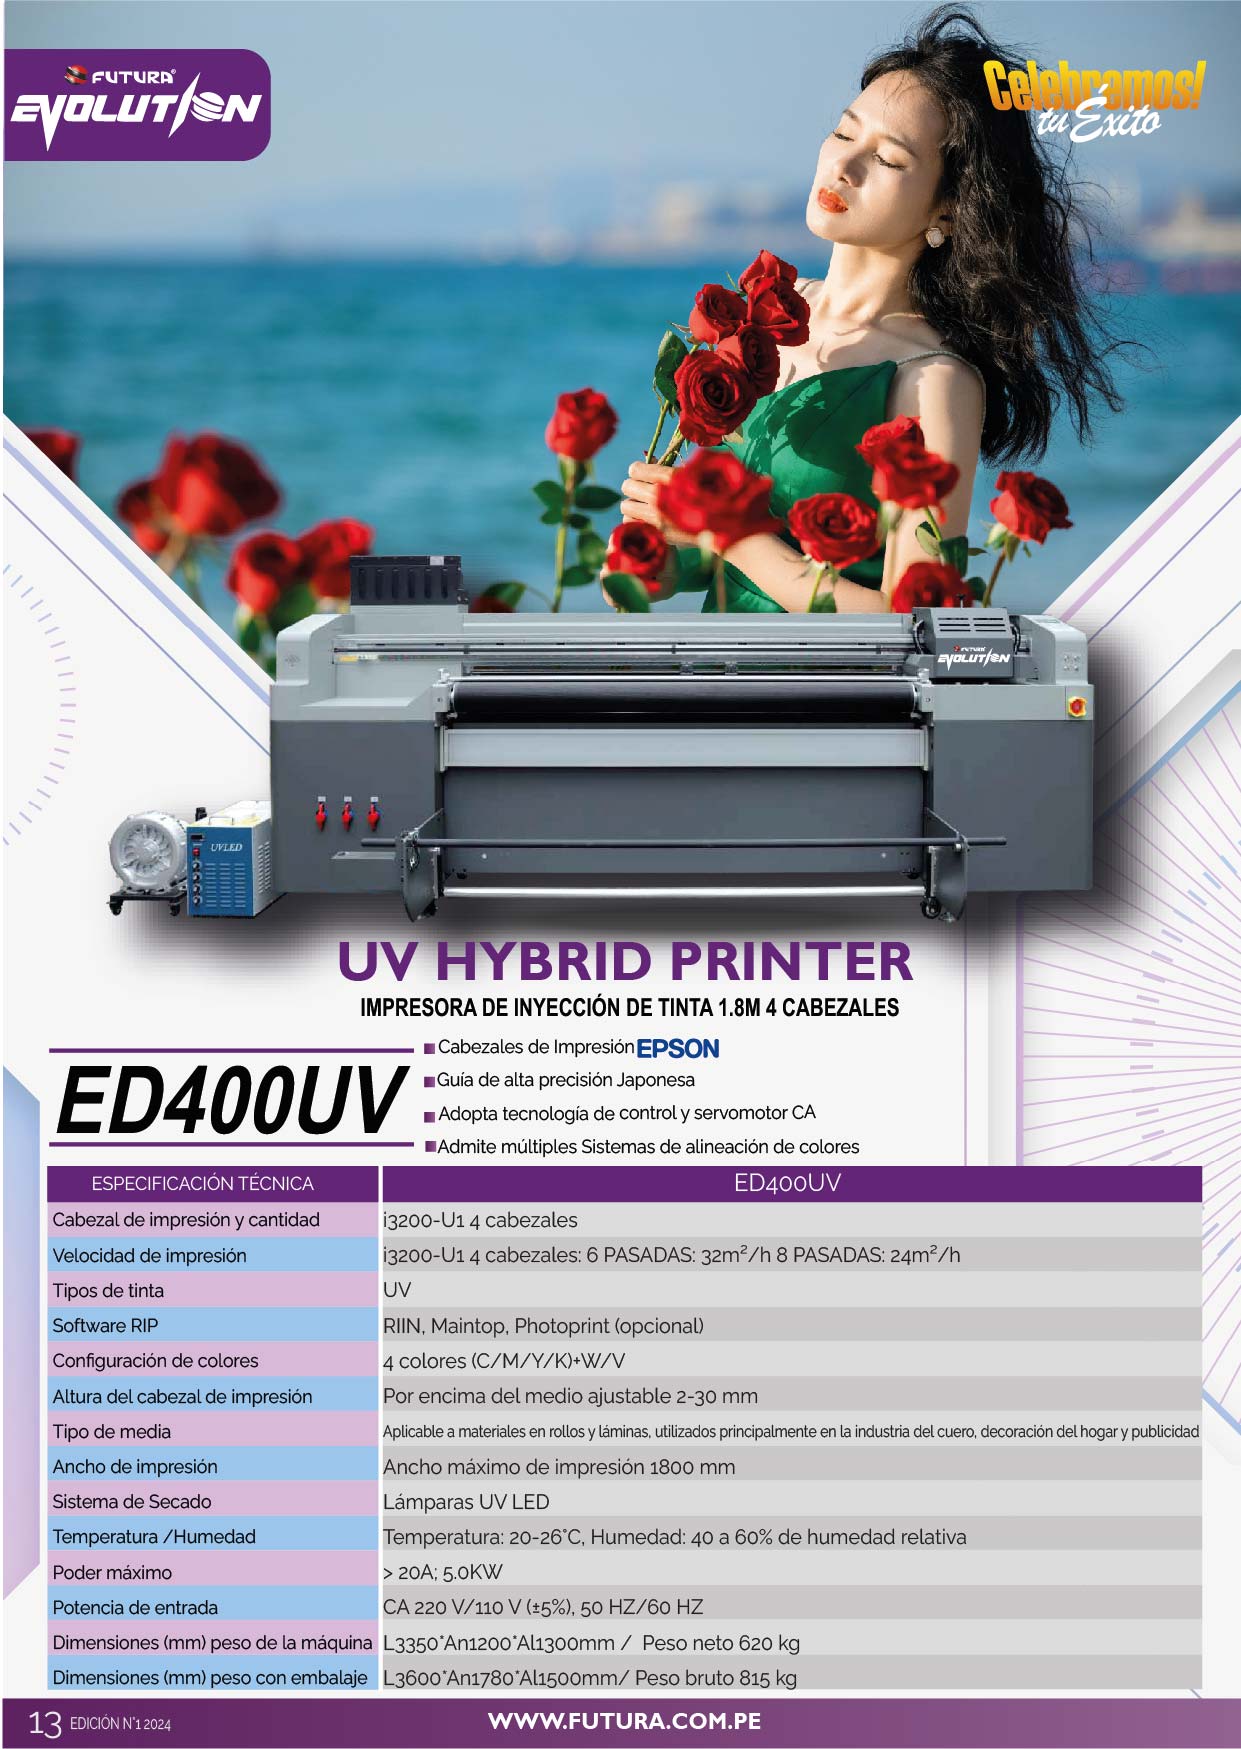 FUTURA®
EVOLUTION
Celebramos!
tu Éxito
FUTURA
EVOLUTION
UVLED
UV HYBRID PRINTER
IMPRESORA DE INYECCIÓN DE TINTA 1.8M 4 CABEZALES
ED400UV
Cabezales de Impresión EPSON
Guía de alta precisión Japonesa
Adopta tecnología de control y servomotor CA
Admite múltiples Sistemas de alineación de colores
ESPECIFICACIÓN TÉCNICA ED400UV
Cabezal de impresión y cantidad i3200-U1 4 cabezales
Velocidad de impresión i3200-U1 4 cabezales: 6 PASADAS: 32m²/h 8 PASADAS: 24m²/h
Tipos de tinta UV
Software RIP RIIN, Maintop, Photoprint (opcional)
Configuración de colores 4 colores (C/M/Y/K)+W/V
Altura del cabezal de impresión Por encima del medio ajustable 2-30 mm
Tipo de media Aplicable a materiales en rollos y láminas, utilizados principalmente en la industria del cuero, decoración del hogar y publicidad
Ancho de impresión Ancho máximo de impresión 1800 mm
Sistema de Secado Lámparas UV LED
Temperatura /Humedad Temperatura: 20-26°C, Humedad: 40 a 60% de humedad relativa
Poder máximo > 20A; 5.0KW
Potencia de entrada CA 220 V/110 V (±5%), 50 HZ/60 HZ
Dimensiones (mm) peso de la máquina L3350*An1200*Al1300mm / Peso neto 620 kg
Dimensiones (mm) peso con embalaje L3600*An1780*Al1500mm/ Peso bruto 815 kg
13 EDICIÓN N°1 2024 WWW.FUTURA.COM.PE